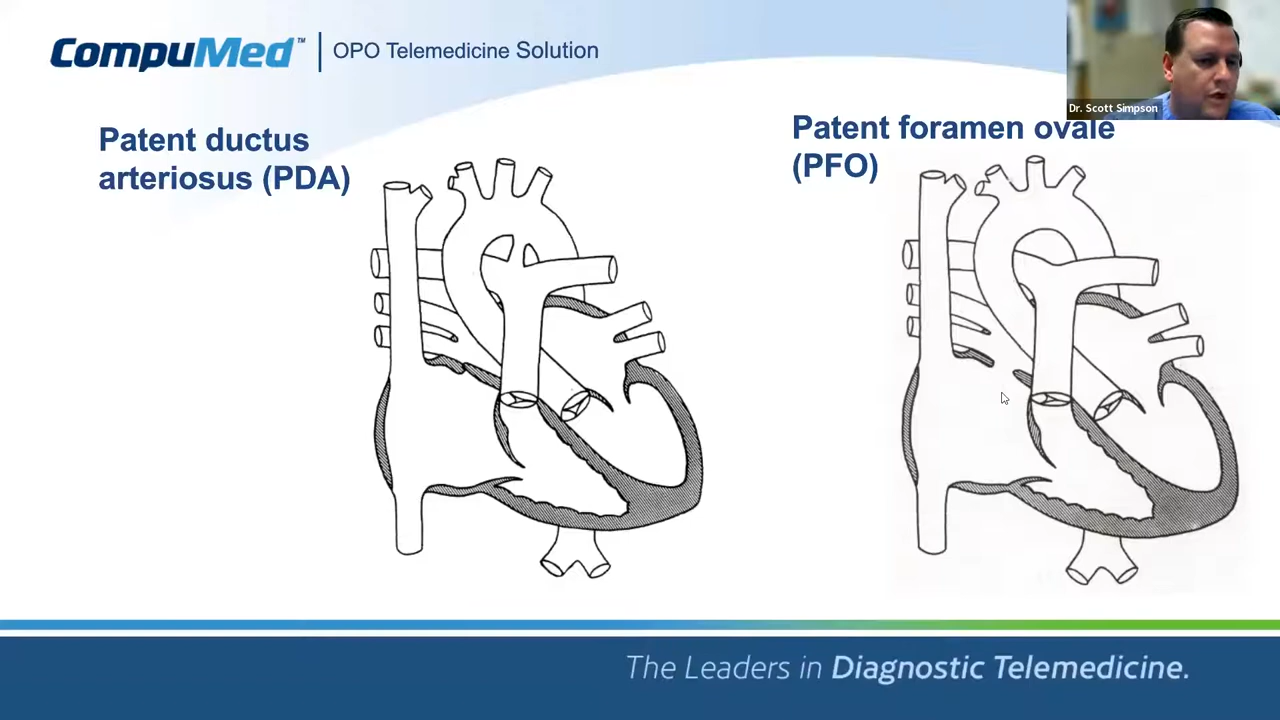 CompuMed™ OPO Telemedicine Solution
Dr. Scott Simpson
Patent ductus
arteriosus (PDA)
Patent foramen ovale
(PFO)
The Leaders in Diagnostic Telemedicine.